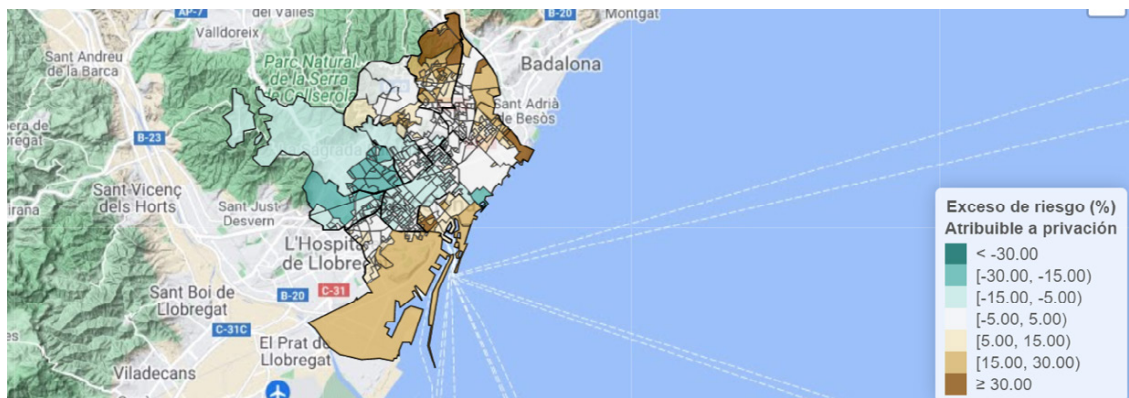 AP-7
del Vallès
B-20
Montgat
Valldoreix
Sant Andreu
de la Barca
Parc Natural
de la Serra
de Collserola
Badalona
Sant Adrià
de Besòs
B-23
Sant Vicenç
dels Horts
Sant Just
Desvern
L'Hospita
de Llobre
B-20
C-31
Sant Boi de
Llobregat
C-31C
El Prat de
Llobregat
Viladecans
Exceso de riesgo (%)
Atribuible a privación
< -30.00
[-30.00, -15.00)
[-15.00, -5.00)
[-5.00, 5.00)
[5.00, 15.00)
[15.00, 30.00)
≥ 30.00